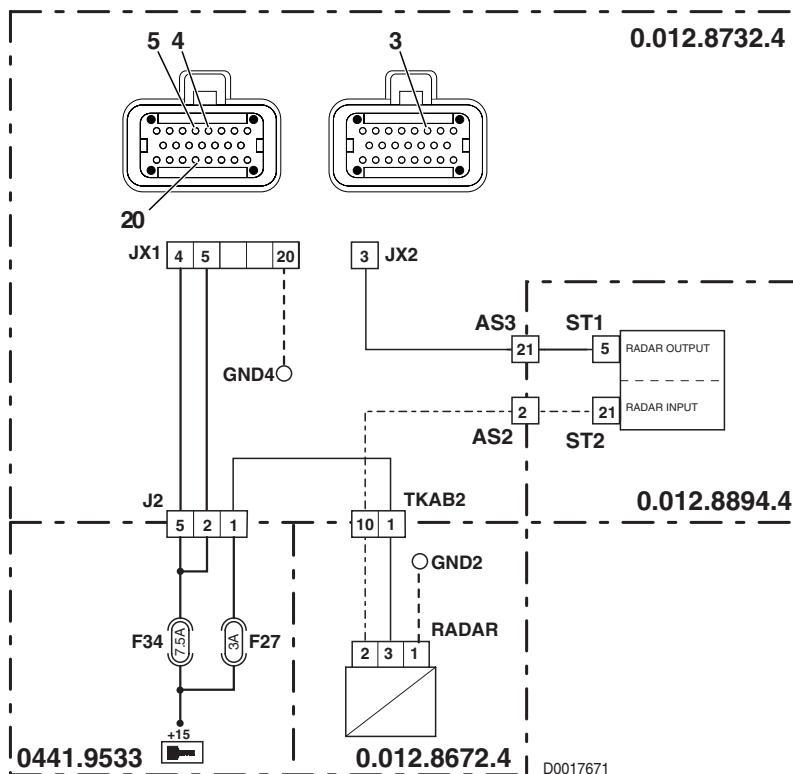 5 4
3
0.012.8732.4
20
JX1 4 5 20
3 JX2
AS3 ST1
21 5 RADAR OUTPUT
GND4
2 21 RADAR INPUT
AS2 ST2
J2 TKAB2 0.012.8894.4
5 2 1 10 1
GND2
RADAR
F34 7.5A 3A F27
2 3 1
+15
0441.9533 0.012.8672.4
D0017671